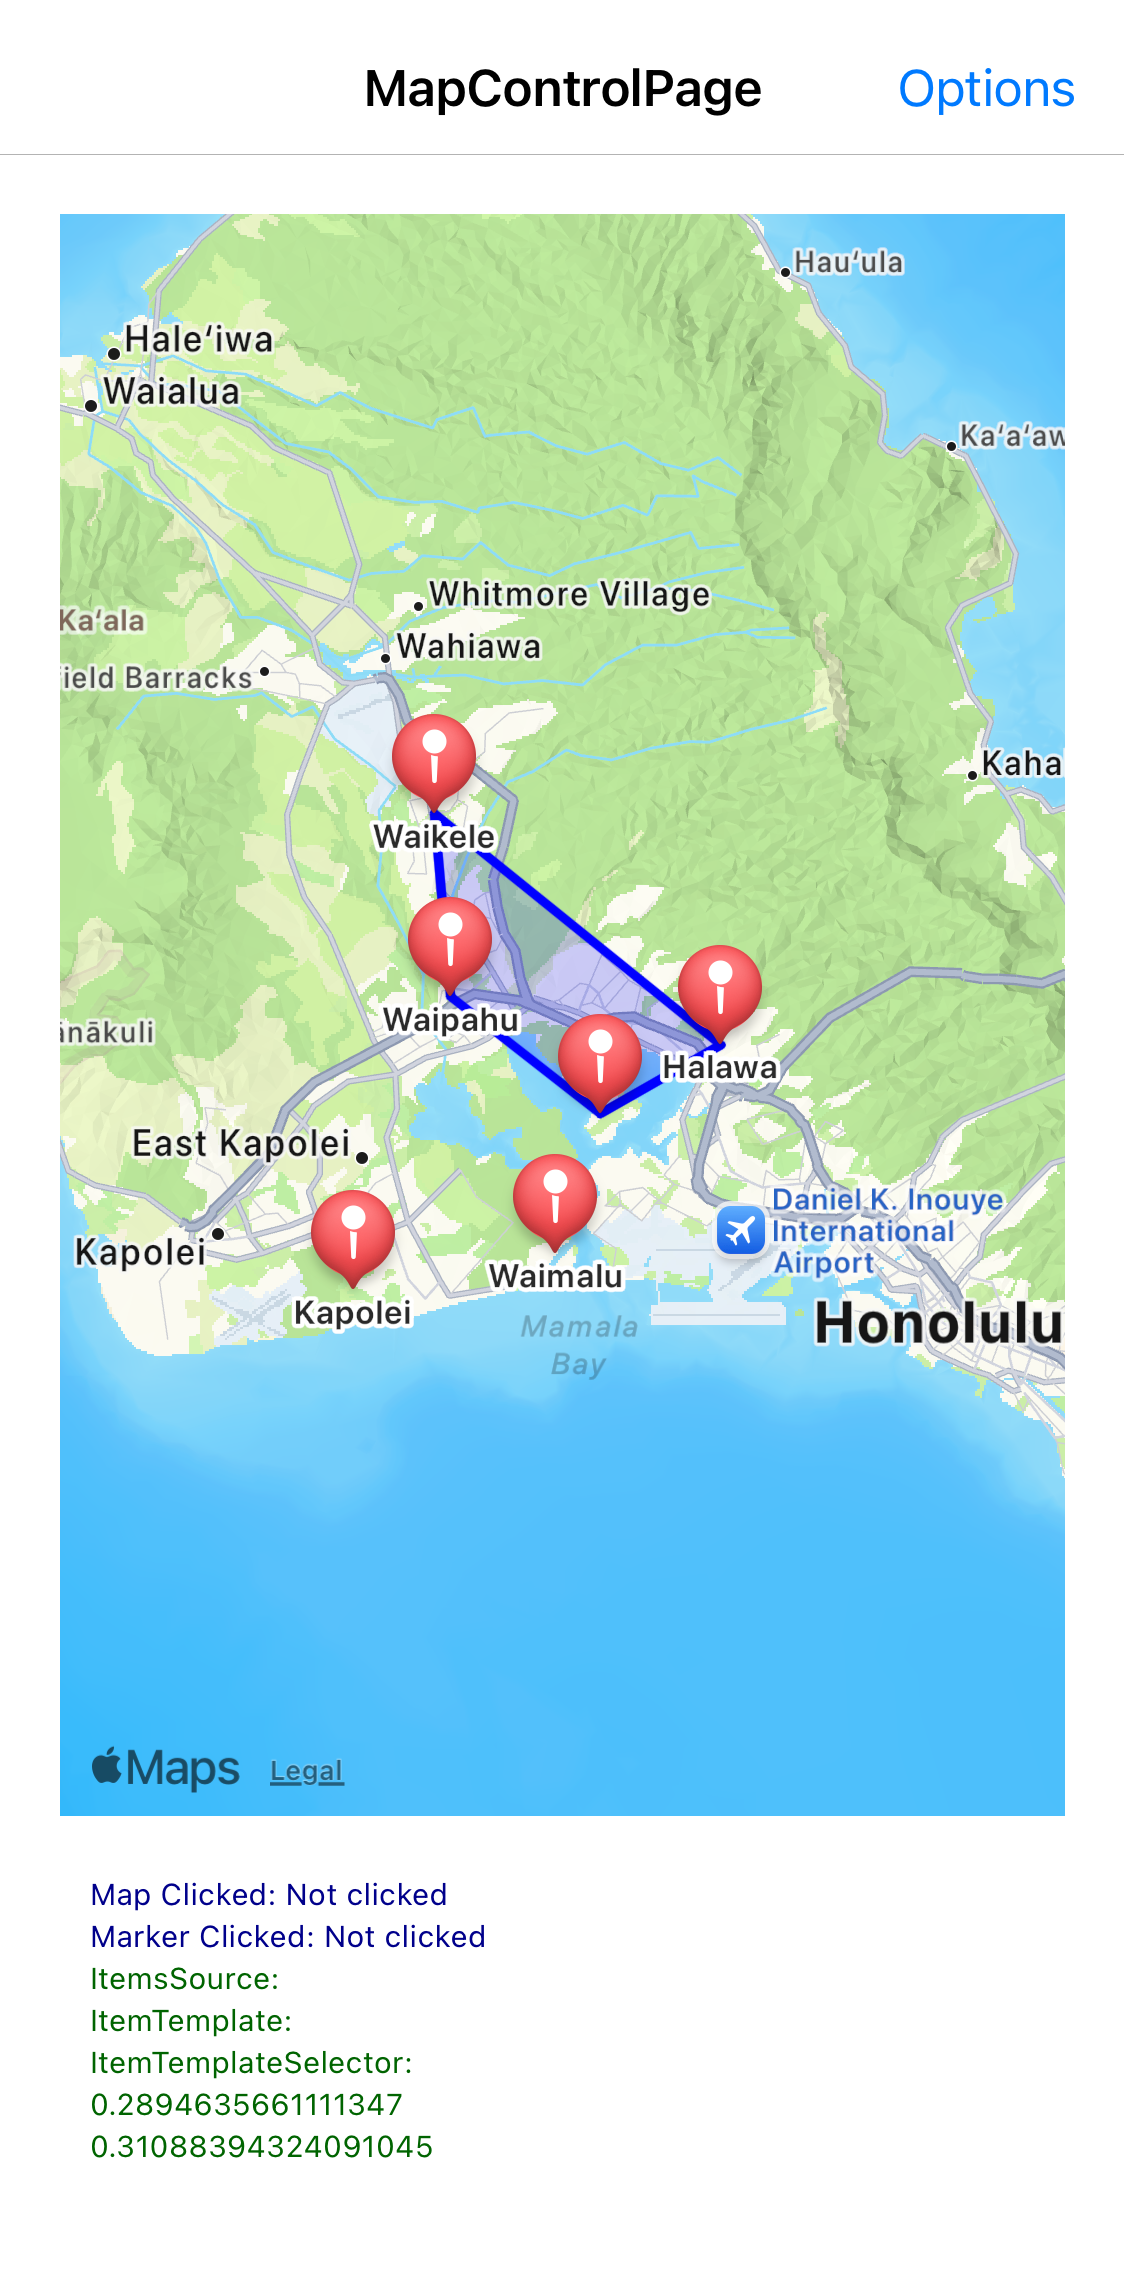 MapControlPage
Options
Hauʻula
Haleʻiwa
Waialua
Kaʻaʻaw
Whitmore Village
Kaʻala
Wahiawa
ield Barracks
Kaha
Waikele
Waipahu
ānākuli
Halawa
East Kapolei
Daniel K. Inouye
International
Airport
Kapolei
Waimalu
Kapolei
Mamala
Bay
Honolulu
Maps
Legal
Map Clicked: Not clicked
Marker Clicked: Not clicked
ItemsSource:
ItemTemplate:
ItemTemplateSelector:
0.2894635661111347
0.31088394324091045